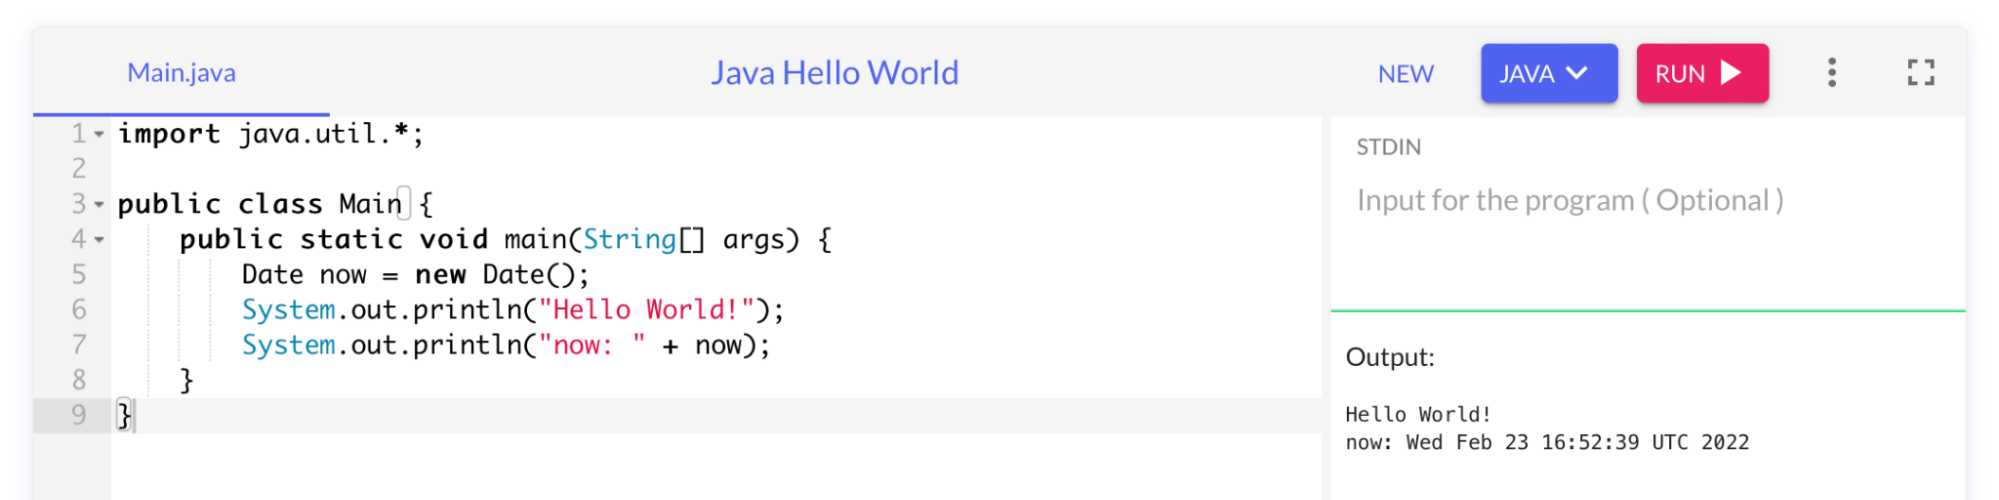 Main.java
Java Hello World
NEW
JAVA
RUN
1 import java.util.*;
2
3 public class Main {
4     public static void main(String[] args) {
5         Date now = new Date();
6         System.out.println("Hello World!");
7         System.out.println("now: " + now);
8     }
9 }
STDIN
Input for the program ( Optional )
Output:
Hello World!
now: Wed Feb 23 16:52:39 UTC 2022